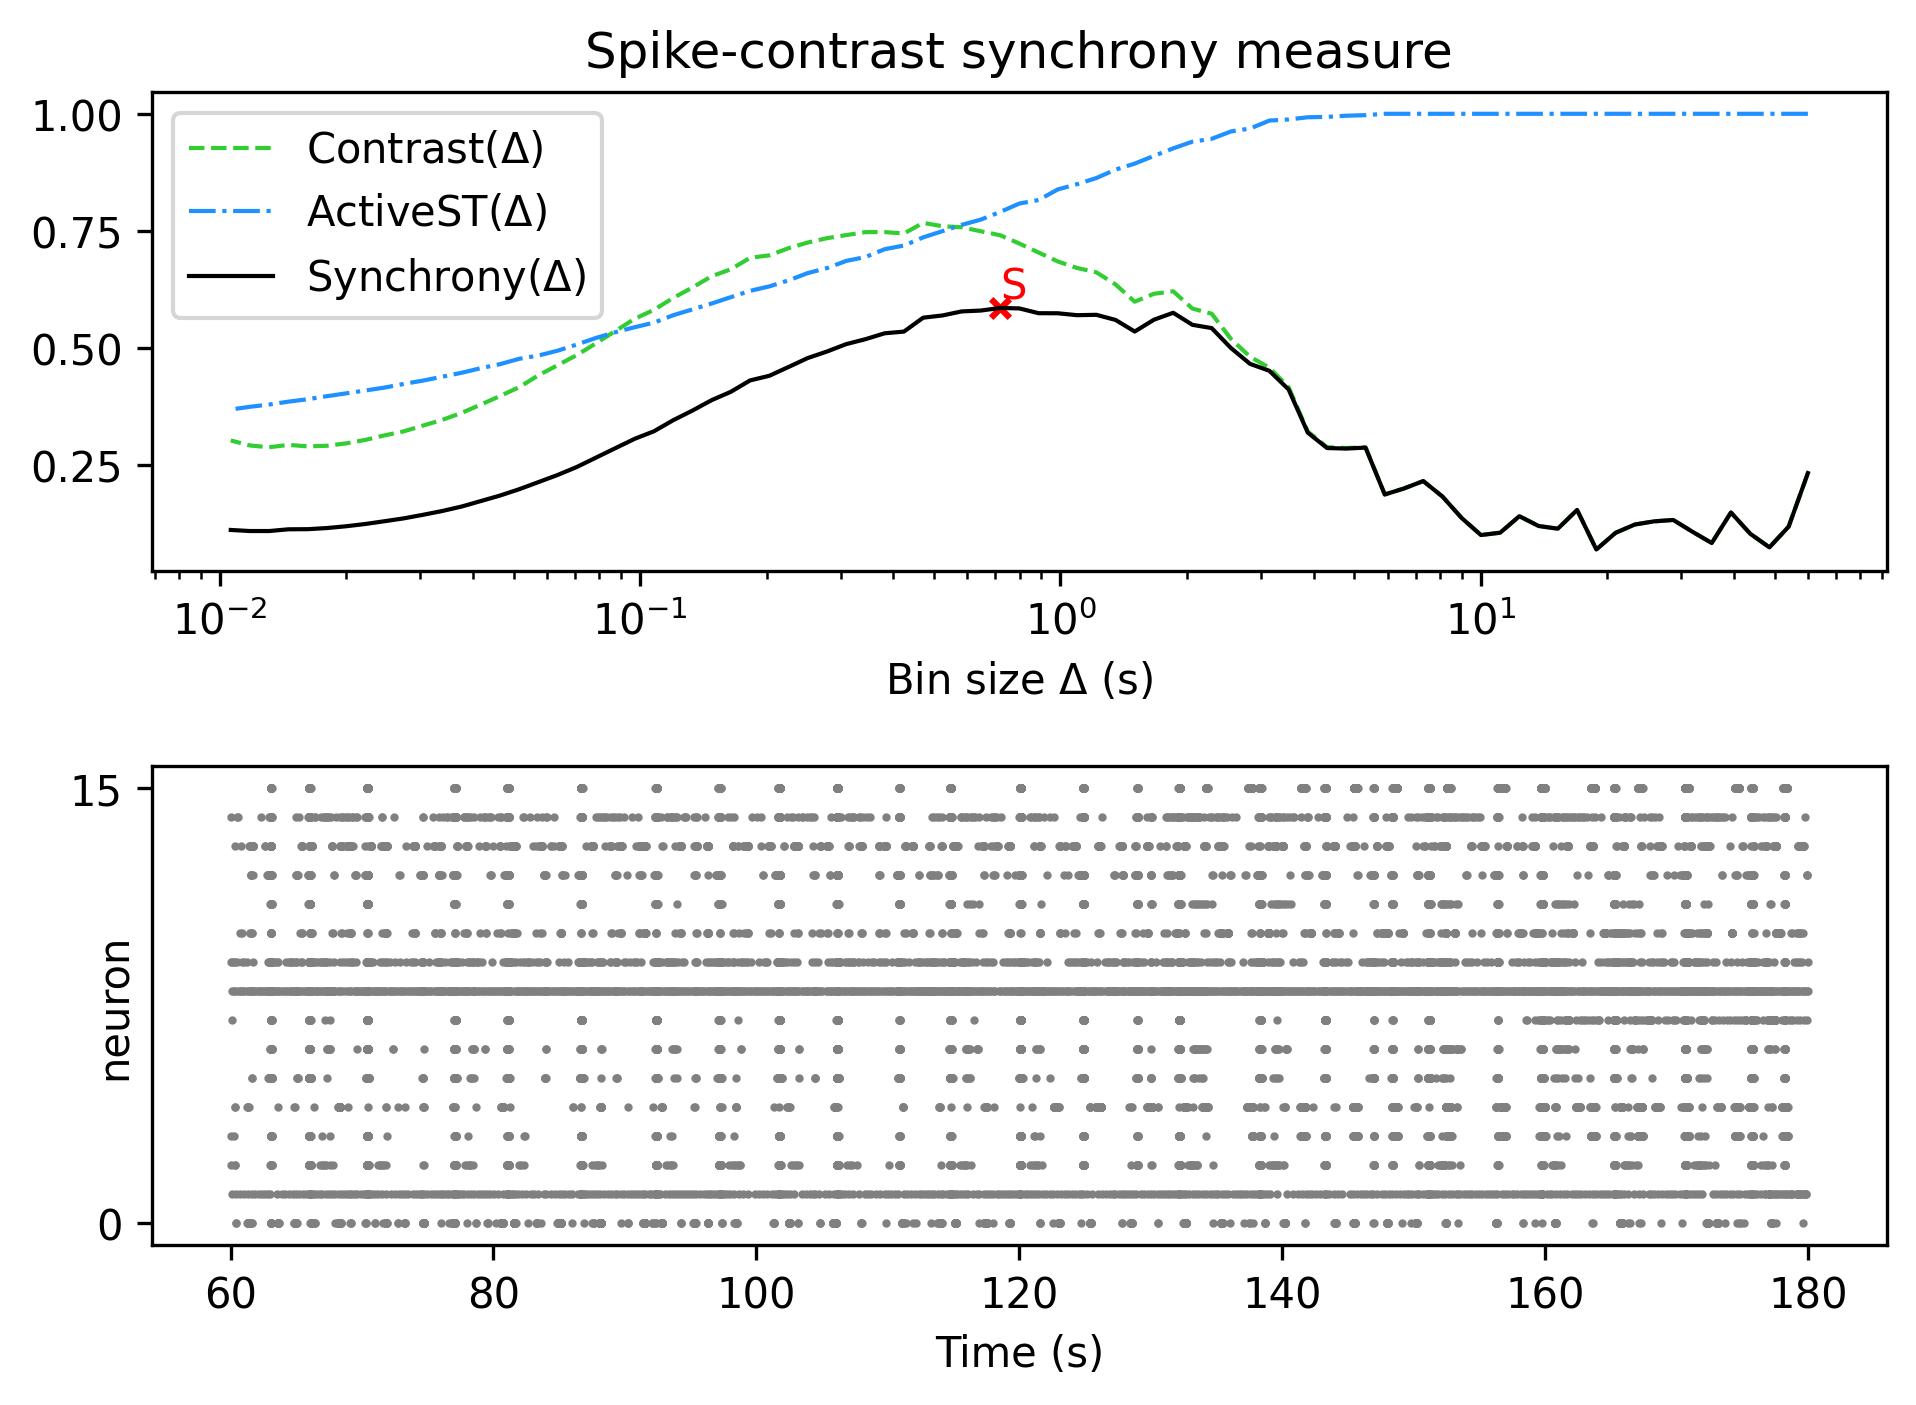 Spike-contrast synchrony measure
1.00
0.75
0.50
0.25
Contrast(Δ)
ActiveST(Δ)
Synchrony(Δ)
S
10⁻² 10⁻¹ 10⁰ 10¹
Bin size Δ (s)
15
0
neuron
60 80 100 120 140 160 180
Time (s)